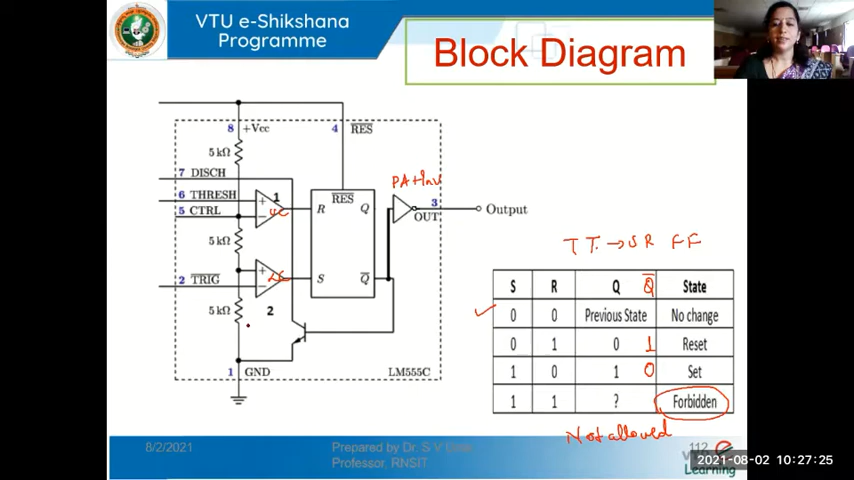 VTU e-Shikshana
Programme
Block Diagram
8 +Vcc
4 RES
5 kΩ
7 DISCH
6 THRESH
5 CTRL
1
+
−
UC
R
RES
Q
PA+Inv
3
OUT
Output
5 kΩ
2 TRIG
+
−
LC
S
Q̅
5 kΩ
2
1 GND
LM555C
T T. → SR FF
S R Q Q̅ State
0 0 Previous State No change
0 1 0 1 Reset
1 0 1 0 Set
1 1 ? Forbidden
Not allowed
8/2/2021
Prepared by Dr. S V
Professor, RNSIT
112
2021-08-02 10:27:25
Learning